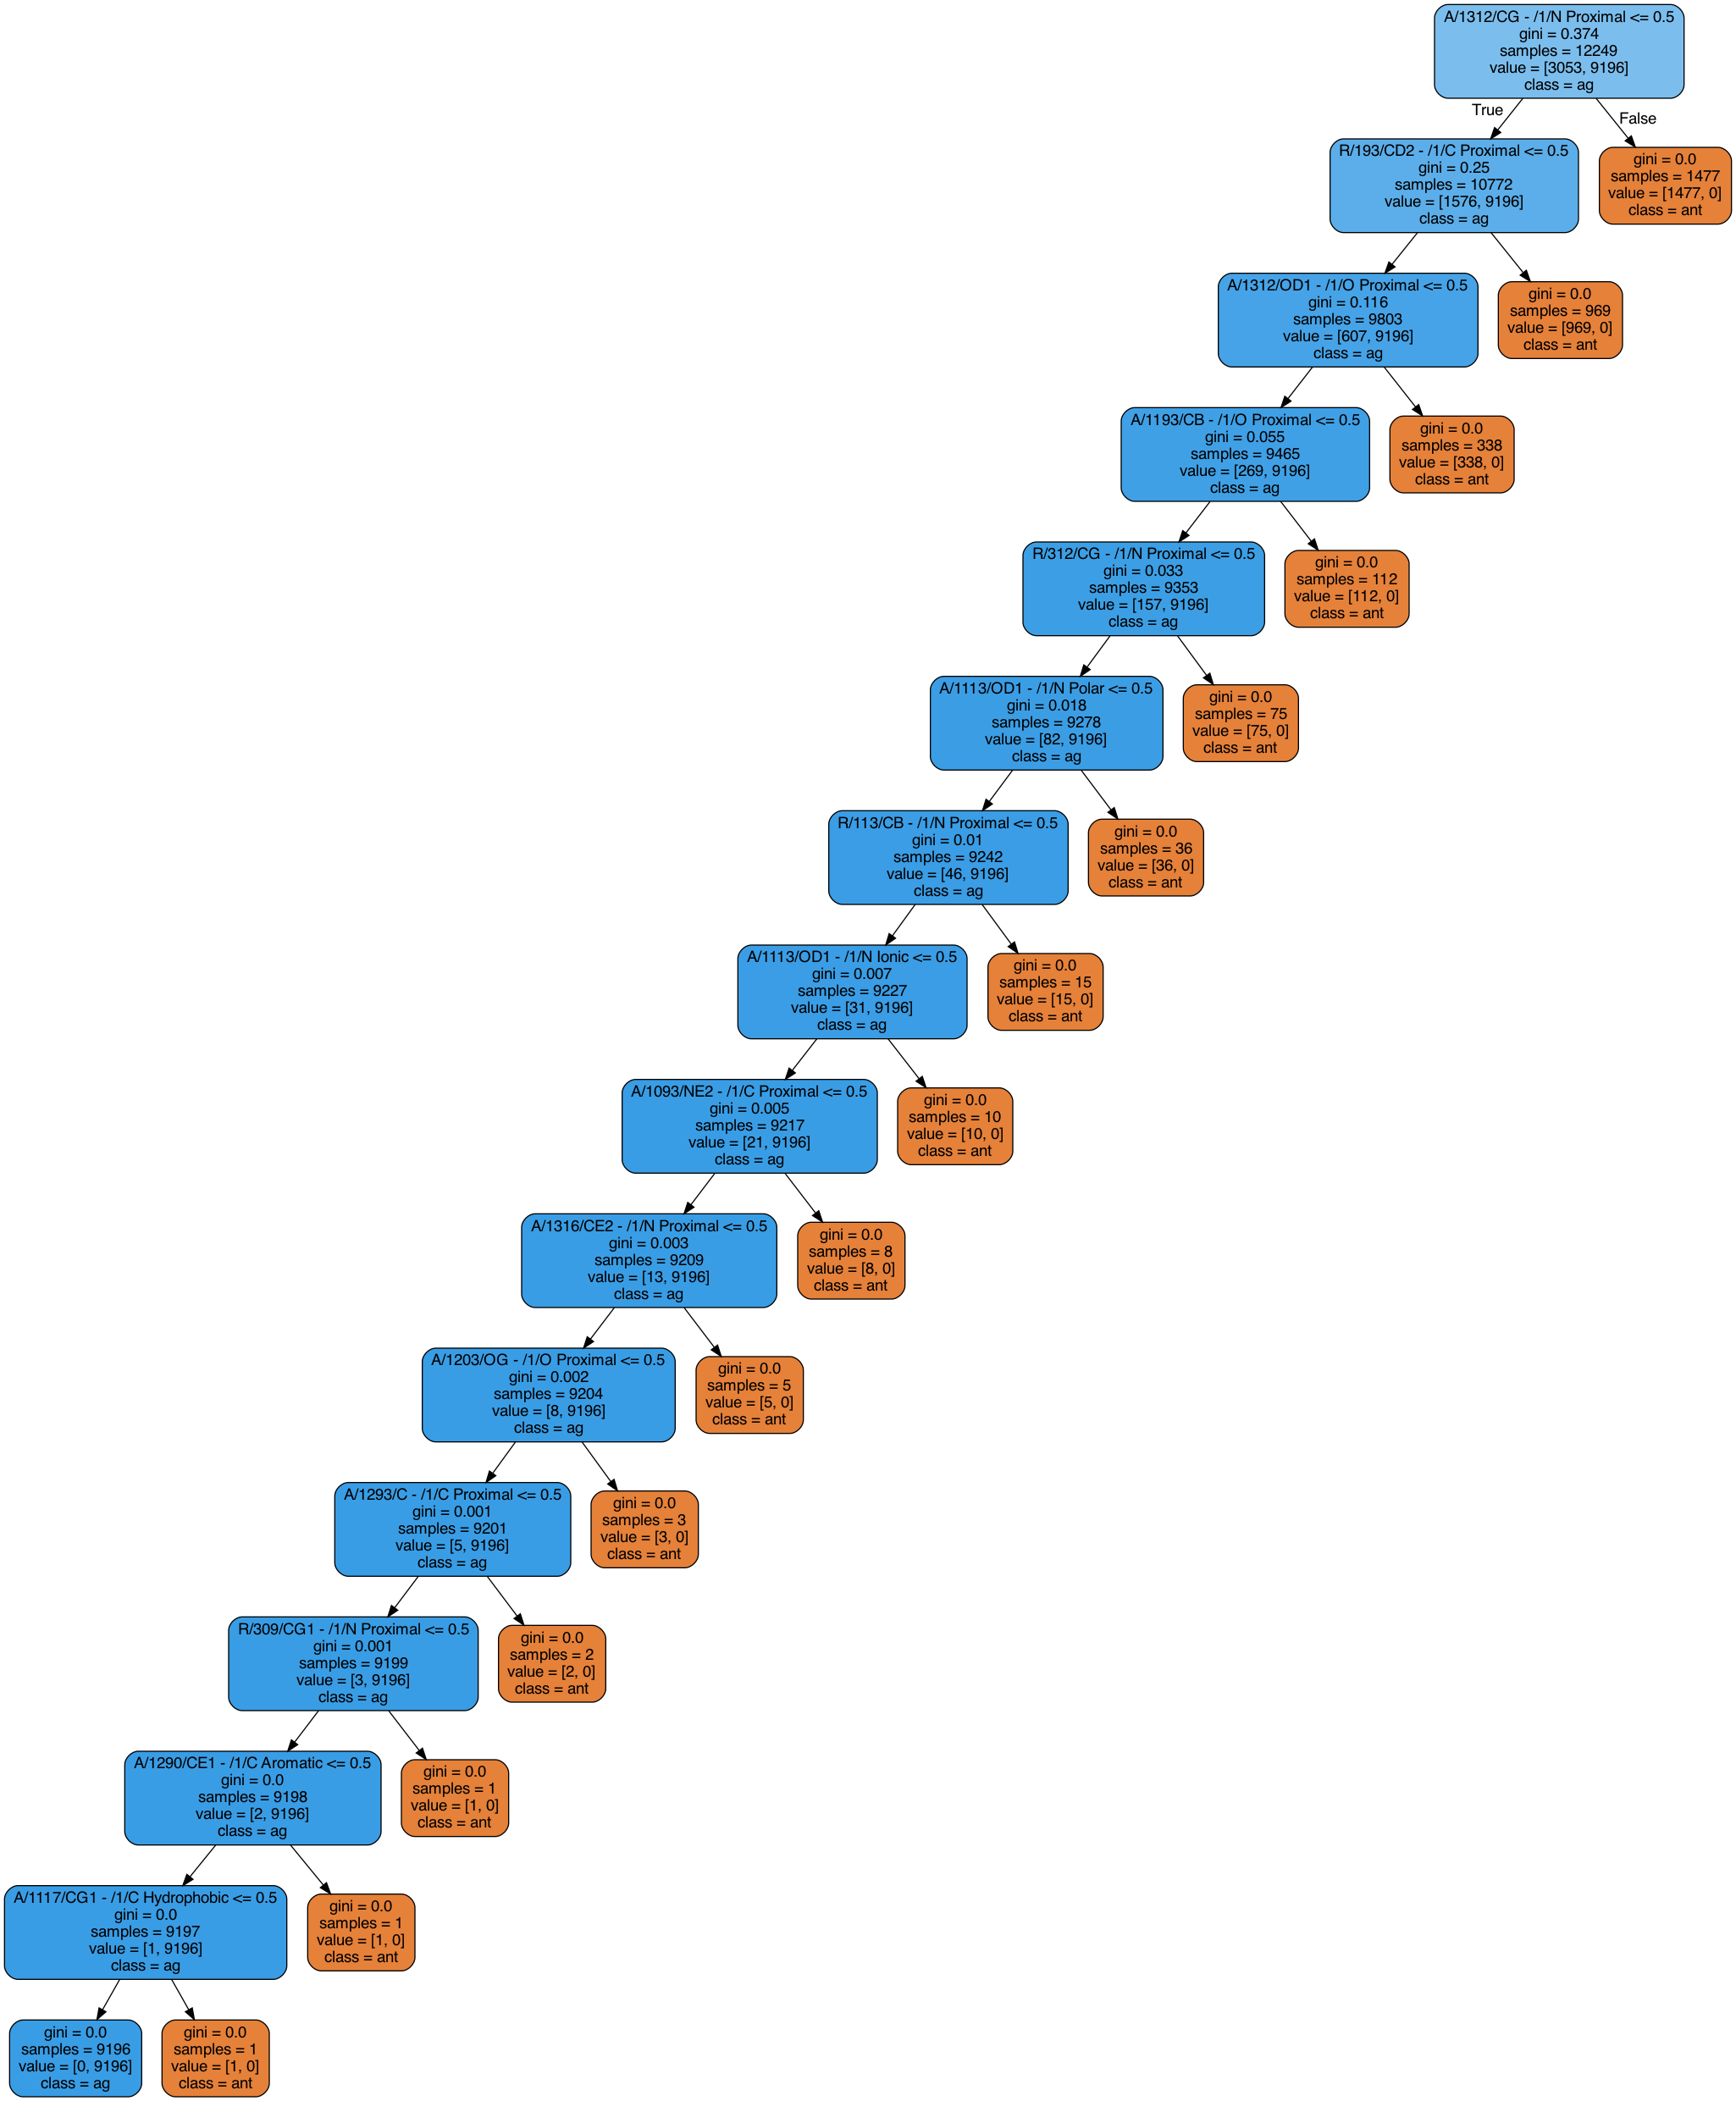 A/1312/CG - /1/N Proximal <= 0.5
gini = 0.374
samples = 12249
value = [3053, 9196]
class = ag
True
False
R/193/CD2 - /1/C Proximal <= 0.5
gini = 0.25
samples = 10772
value = [1576, 9196]
class = ag
gini = 0.0
samples = 1477
value = [1477, 0]
class = ant
A/1312/OD1 - /1/O Proximal <= 0.5
gini = 0.116
samples = 9803
value = [607, 9196]
class = ag
gini = 0.0
samples = 969
value = [969, 0]
class = ant
A/1193/CB - /1/O Proximal <= 0.5
gini = 0.055
samples = 9465
value = [269, 9196]
class = ag
gini = 0.0
samples = 338
value = [338, 0]
class = ant
R/312/CG - /1/N Proximal <= 0.5
gini = 0.033
samples = 9353
value = [157, 9196]
class = ag
gini = 0.0
samples = 112
value = [112, 0]
class = ant
A/1113/OD1 - /1/N Polar <= 0.5
gini = 0.018
samples = 9278
value = [82, 9196]
class = ag
gini = 0.0
samples = 75
value = [75, 0]
class = ant
R/113/CB - /1/N Proximal <= 0.5
gini = 0.01
samples = 9242
value = [46, 9196]
class = ag
gini = 0.0
samples = 36
value = [36, 0]
class = ant
A/1113/OD1 - /1/N Ionic <= 0.5
gini = 0.007
samples = 9227
value = [31, 9196]
class = ag
gini = 0.0
samples = 15
value = [15, 0]
class = ant
A/1093/NE2 - /1/C Proximal <= 0.5
gini = 0.005
samples = 9217
value = [21, 9196]
class = ag
gini = 0.0
samples = 10
value = [10, 0]
class = ant
A/1316/CE2 - /1/N Proximal <= 0.5
gini = 0.003
samples = 9209
value = [13, 9196]
class = ag
gini = 0.0
samples = 8
value = [8, 0]
class = ant
A/1203/OG - /1/O Proximal <= 0.5
gini = 0.002
samples = 9204
value = [8, 9196]
class = ag
gini = 0.0
samples = 5
value = [5, 0]
class = ant
A/1293/C - /1/C Proximal <= 0.5
gini = 0.001
samples = 9201
value = [5, 9196]
class = ag
gini = 0.0
samples = 3
value = [3, 0]
class = ant
R/309/CG1 - /1/N Proximal <= 0.5
gini = 0.001
samples = 9199
value = [3, 9196]
class = ag
gini = 0.0
samples = 2
value = [2, 0]
class = ant
A/1290/CE1 - /1/C Aromatic <= 0.5
gini = 0.0
samples = 9198
value = [2, 9196]
class = ag
gini = 0.0
samples = 1
value = [1, 0]
class = ant
A/1117/CG1 - /1/C Hydrophobic <= 0.5
gini = 0.0
samples = 9197
value = [1, 9196]
class = ag
gini = 0.0
samples = 1
value = [1, 0]
class = ant
gini = 0.0
samples = 9196
value = [0, 9196]
class = ag
gini = 0.0
samples = 1
value = [1, 0]
class = ant